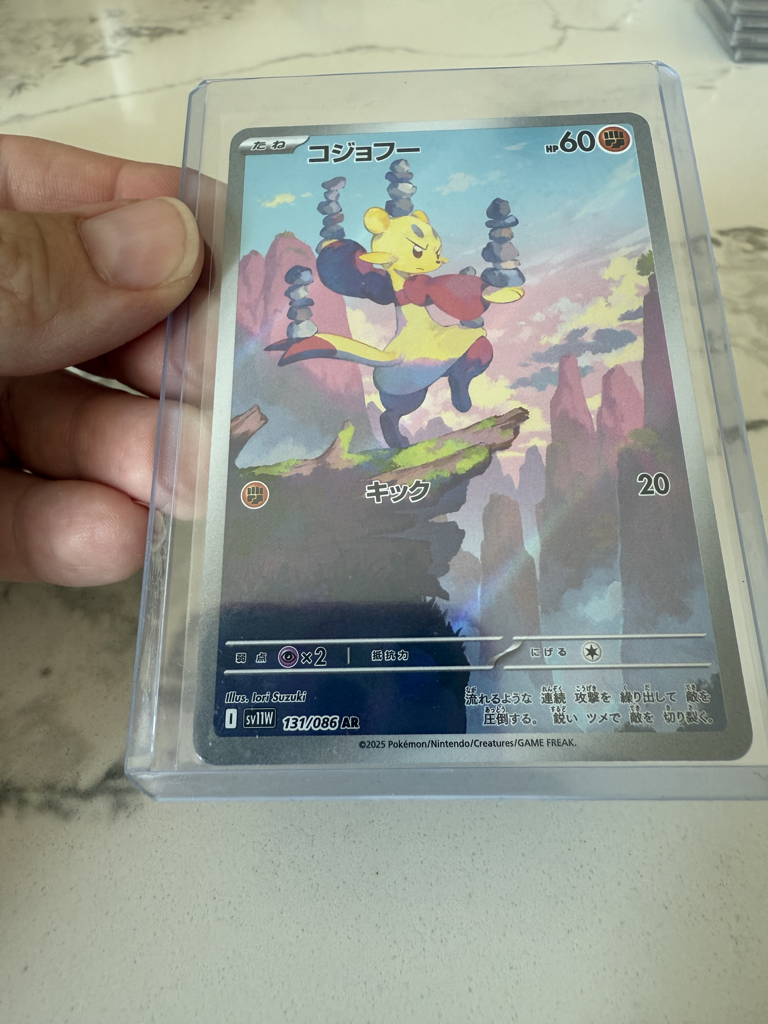 たね コジョフー HP60
キック 20
弱点 ×2 抵抗力 にげる
Illus. Iori Suzuki
流れるような 連続 攻撃を 繰り出して 敵を
圧倒する。 鋭い ツメで 敵を 切り裂く。
I SV11W 131/086 AR
©2025 Pokémon/Nintendo/Creatures/GAME FREAK.